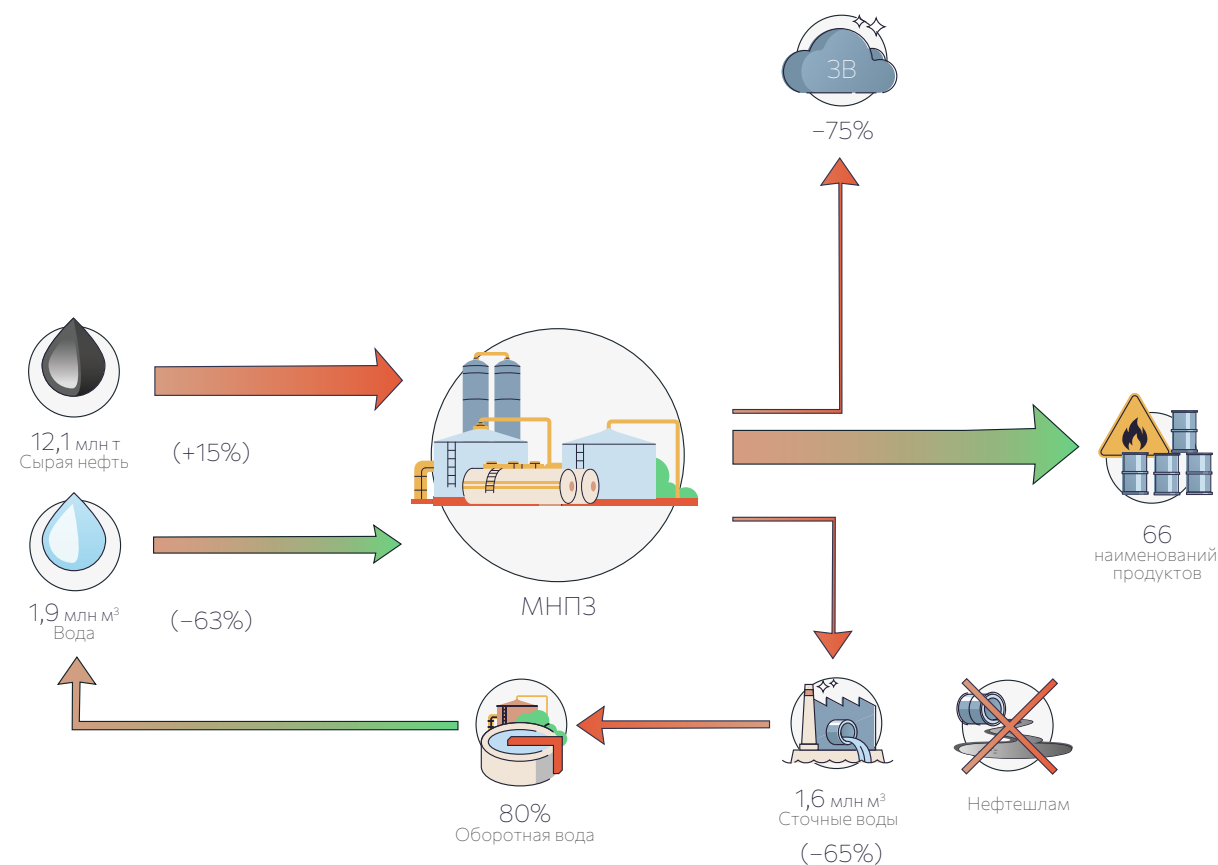 ЗВ
–75%
12,1 млн т
Сырая нефть
(+15%)
1,9 млн м³
Вода
(–63%)
МНПЗ
66
наименований
продуктов
80%
Оборотная вода
1,6 млн м³
Сточные воды
(–65%)
Нефтешлам